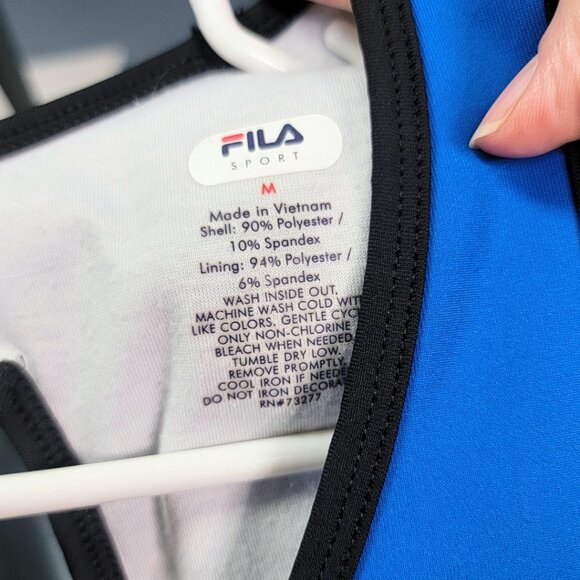 FILA
SPORT
M
Made in Vietnam
Shell: 90% Polyester /
10% Spandex
Lining: 94% Polyester /
6% Spandex
WASH INSIDE OUT.
MACHINE WASH COLD WITH
LIKE COLORS. GENTLE CYC
ONLY NON-CHLORINE
BLEACH WHEN NEEDED.
TUMBLE DRY LOW.
REMOVE PROMPTLY.
COOL IRON IF NEEDE
DO NOT IRON DECORAT
RN#73277